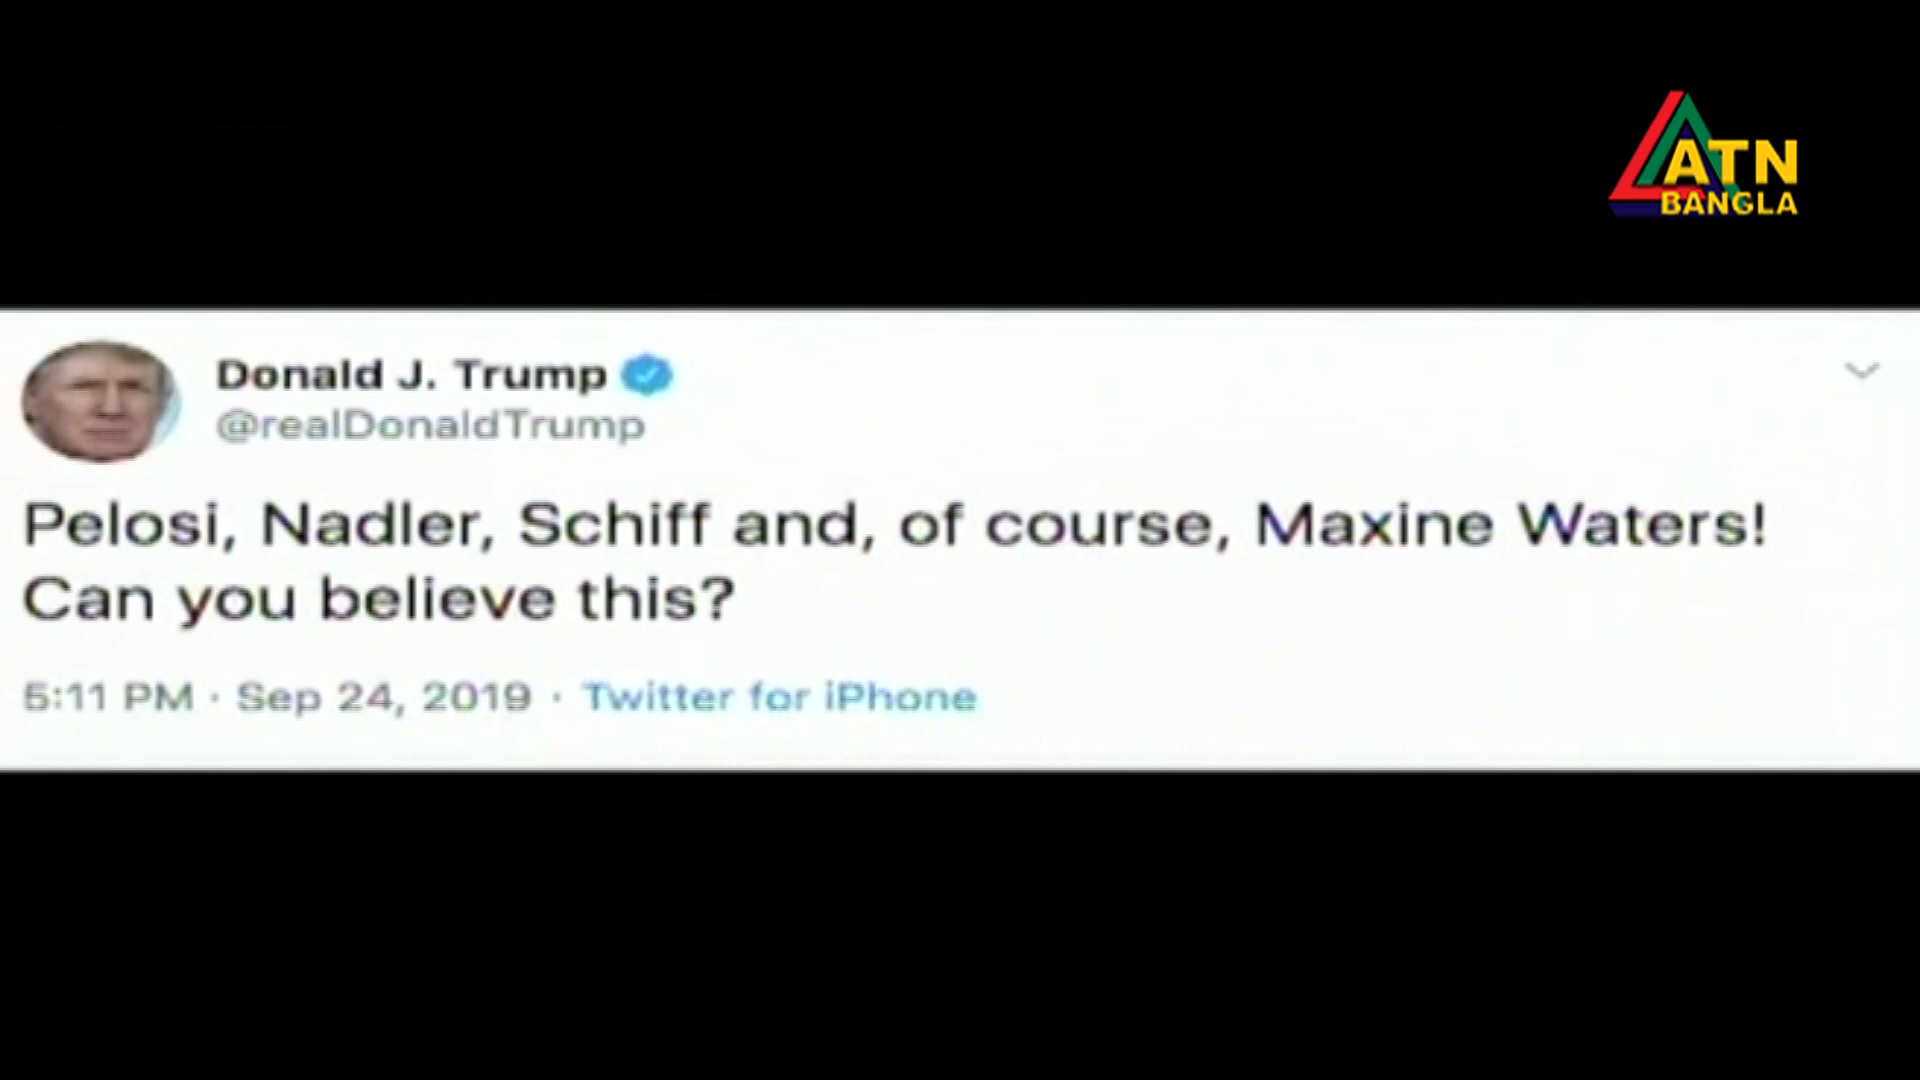 ATN
BANGLA
Donald J. Trump
@realDonaldTrump
Pelosi, Nadler, Schiff and, of course, Maxine Waters!
Can you believe this?
5:11 PM · Sep 24, 2019 · Twitter for iPhone